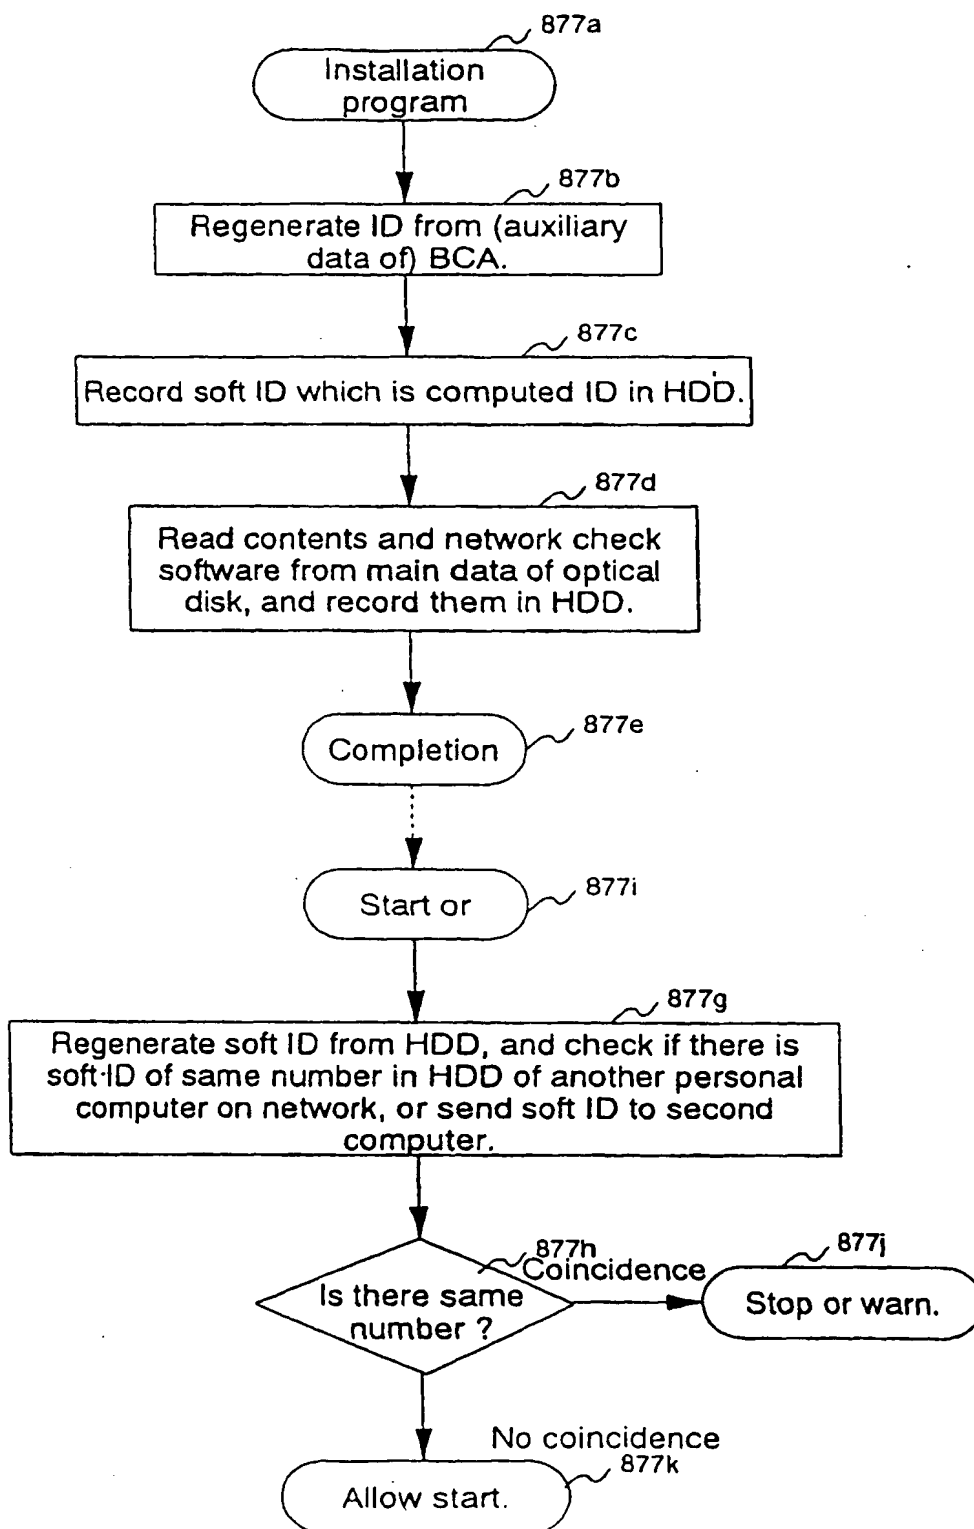 877a
Installation
program
877b
Regenerate ID from (auxiliary
data of) BCA.
877c
Record soft ID which is computed ID in HDD.
877d
Read contents and network check
software from main data of optical
disk, and record them in HDD.
Completion
877e
Start or
877i
877g
Regenerate soft ID from HDD, and check if there is
soft-ID of same number in HDD of another personal
computer on network, or send soft ID to second
computer.
877h
Coincidence
877j
Is there same
number ?
Stop or warn.
No coincidence
877k
Allow start.